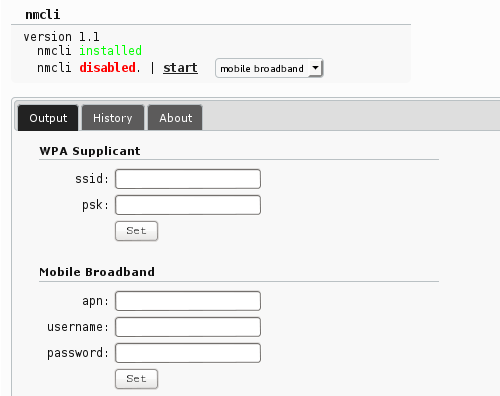 nmcli
version 1.1
nmcli installed
nmcli disabled. | start mobile broadband
Output History About
WPA Supplicant
ssid:
psk:
Set
Mobile Broadband
apn:
username:
password:
Set